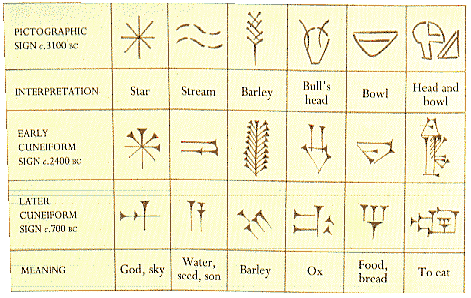 PICTOGRAPHIC
SIGN c.3100 BC
INTERPRETATION Star Stream Barley Bull's head Bowl Head and bowl
EARLY
CUNEIFORM
SIGN c.2400 BC
LATER
CUNEIFORM
SIGN c.700 BC
MEANING God, sky Water, seed, son Barley Ox Food, bread To eat